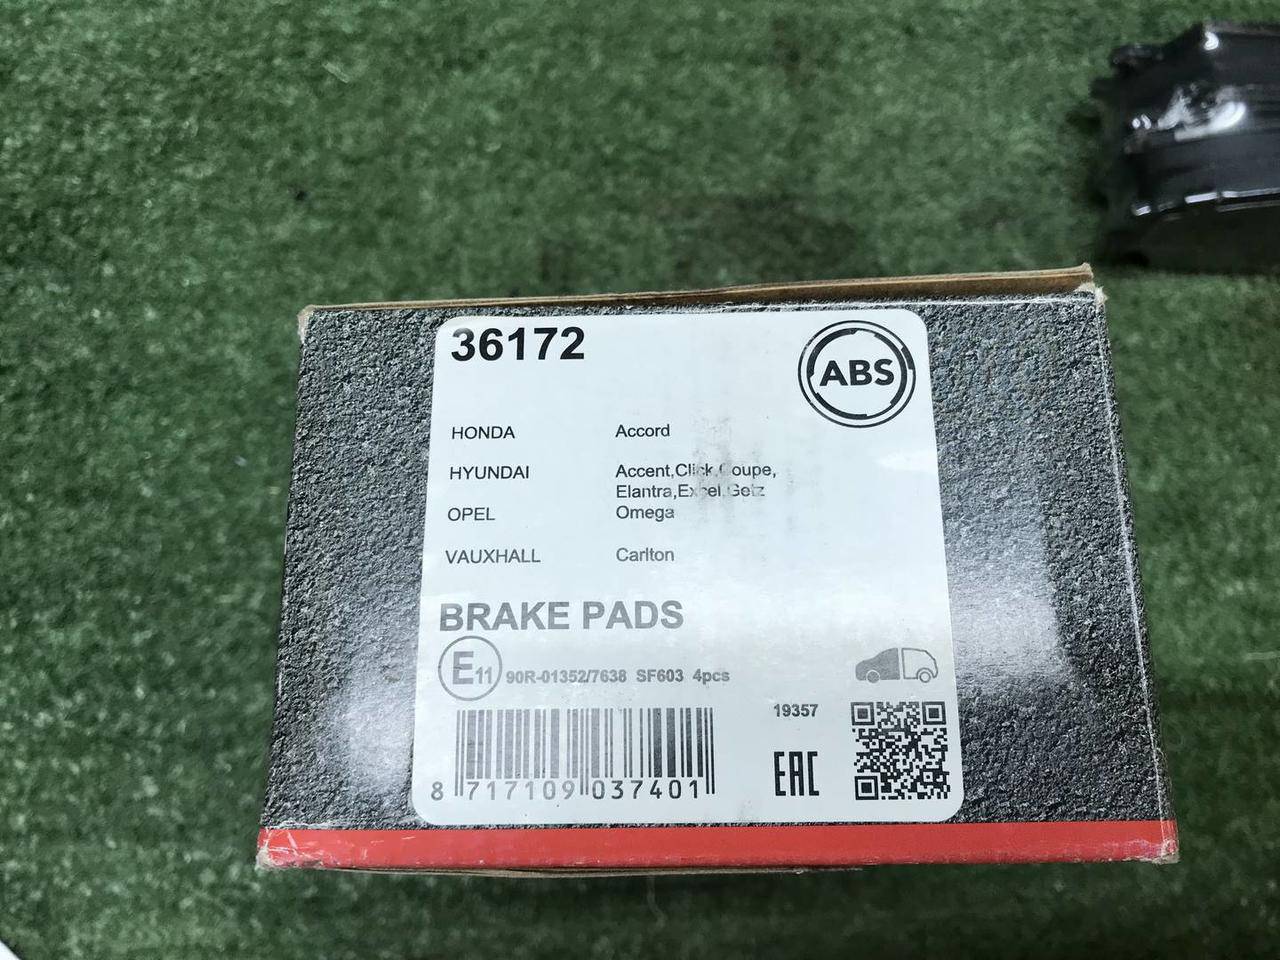 36172
ABS
HONDA Accord
HYUNDAI Accent,Click,Coupe,
Elantra,Excel,Getz
OPEL Omega
VAUXHALL Carlton
BRAKE PADS
E11 90R-01352/7638 SF603 4pcs
19357
EAC
8 717109 037401